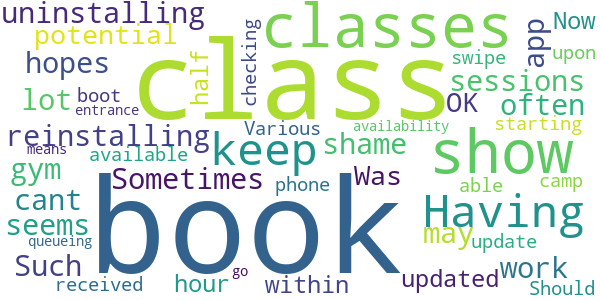 uninstalling classes Now
potential class app upon
hopes half checking swipe
lot boot sessions
entrance OK often
reinstalling Various availability starting
means available keep shame show
gym Sometimes phone Was able camp
cant book Having
seems may update
queueing
Such go work
received hour within updated Should